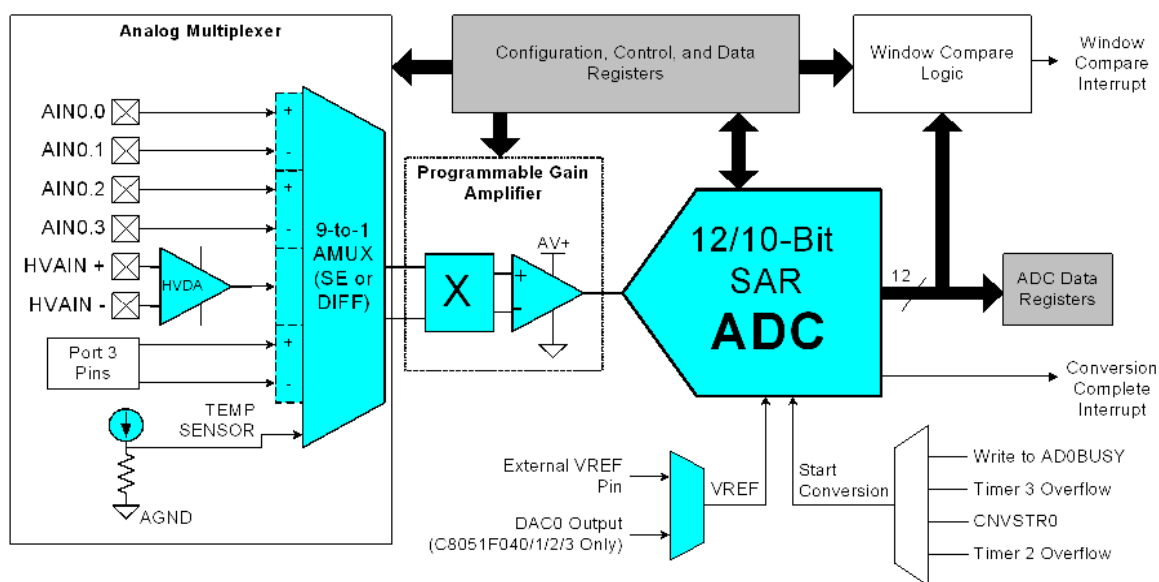 Analog Multiplexer
AIN0.0
AIN0.1
AIN0.2
AIN0.3
HVAIN +
HVAIN -
HVDA
Port 3
Pins
TEMP
SENSOR
AGND
+
-
+
-
+
-
9-to-1
AMUX
(SE or
DIFF)
Configuration, Control, and Data
Registers
Programmable Gain
Amplifier
X
+
-
AV+
12/10-Bit
SAR
ADC
Window Compare
Logic
Window
Compare
Interrupt
12
ADC Data
Registers
Conversion
Complete
Interrupt
External VREF
Pin
DAC0 Output
(C8051F040/1/2/3 Only)
VREF
Start
Conversion
Write to AD0BUSY
Timer 3 Overflow
CNVSTR0
Timer 2 Overflow